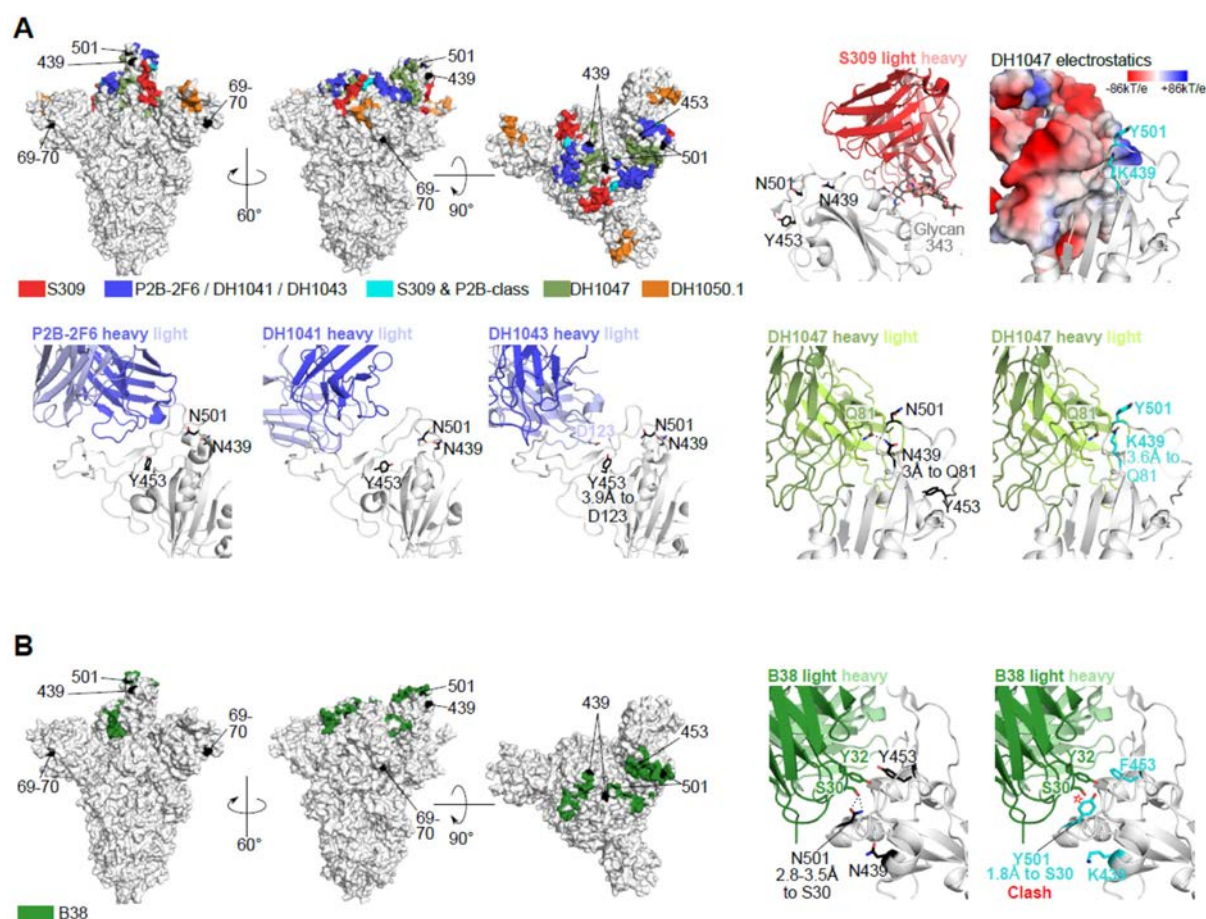 A
501
439
69-
70
69-70
60°
501
439
69-
70
90°
439
453
501
S309 light heavy
N501
N439
Y453
Glycan
343
DH1047 electrostatics
-86kT/e
+86kT/e
Y501
K439
S309
P2B-2F6 / DH1041 / DH1043
S309 & P2B-class
DH1047
DH1050.1
P2B-2F6 heavy light
N501
N439
Y453
DH1041 heavy light
N501
N439
Y453
DH1043 heavy light
D123
N501
N439
Y453
3.9Å to
D123
DH1047 heavy light
Q81
N501
N439
3Å to Q81
Y453
DH1047 heavy light
Q81
Y501
K439
3.6Å to
Q81
B
501
439
69-70
60°
501
439
69-
70
90°
439
453
501
B38 light heavy
Y32
Y453
S30
N501
2.8-3.5Å
to S30
N439
B38 light heavy
Y32
F453
S30
Y501
1.8Å to S30
K439
Clash
B38